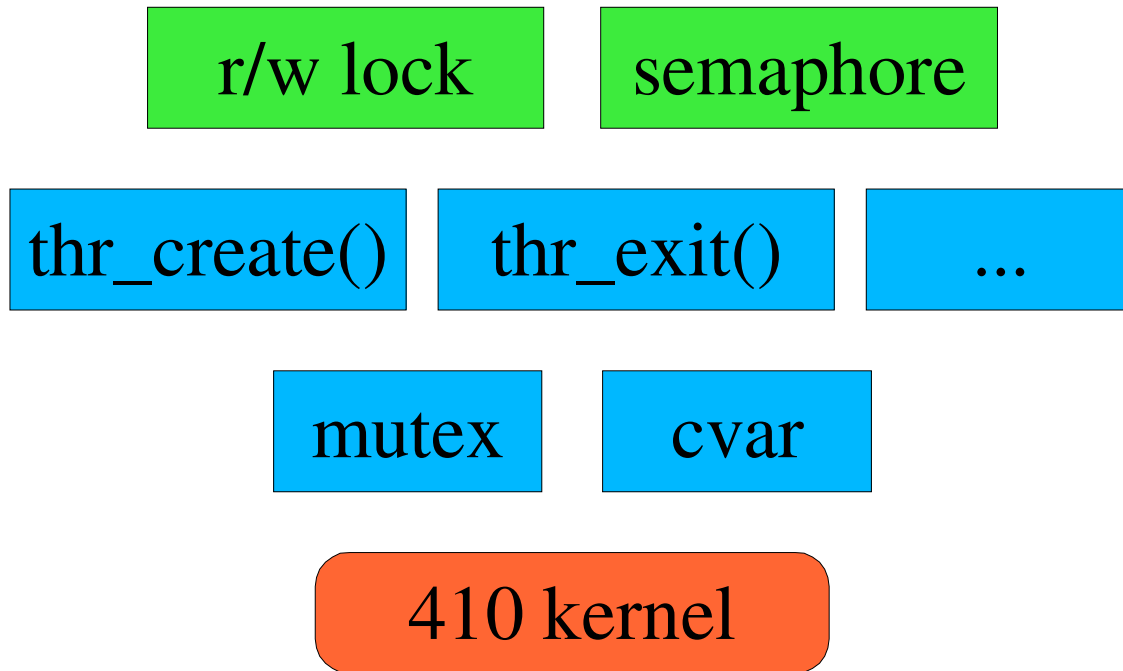 r/w lock
semaphore
thr_create()
thr_exit()
...
mutex
cvar
410 kernel